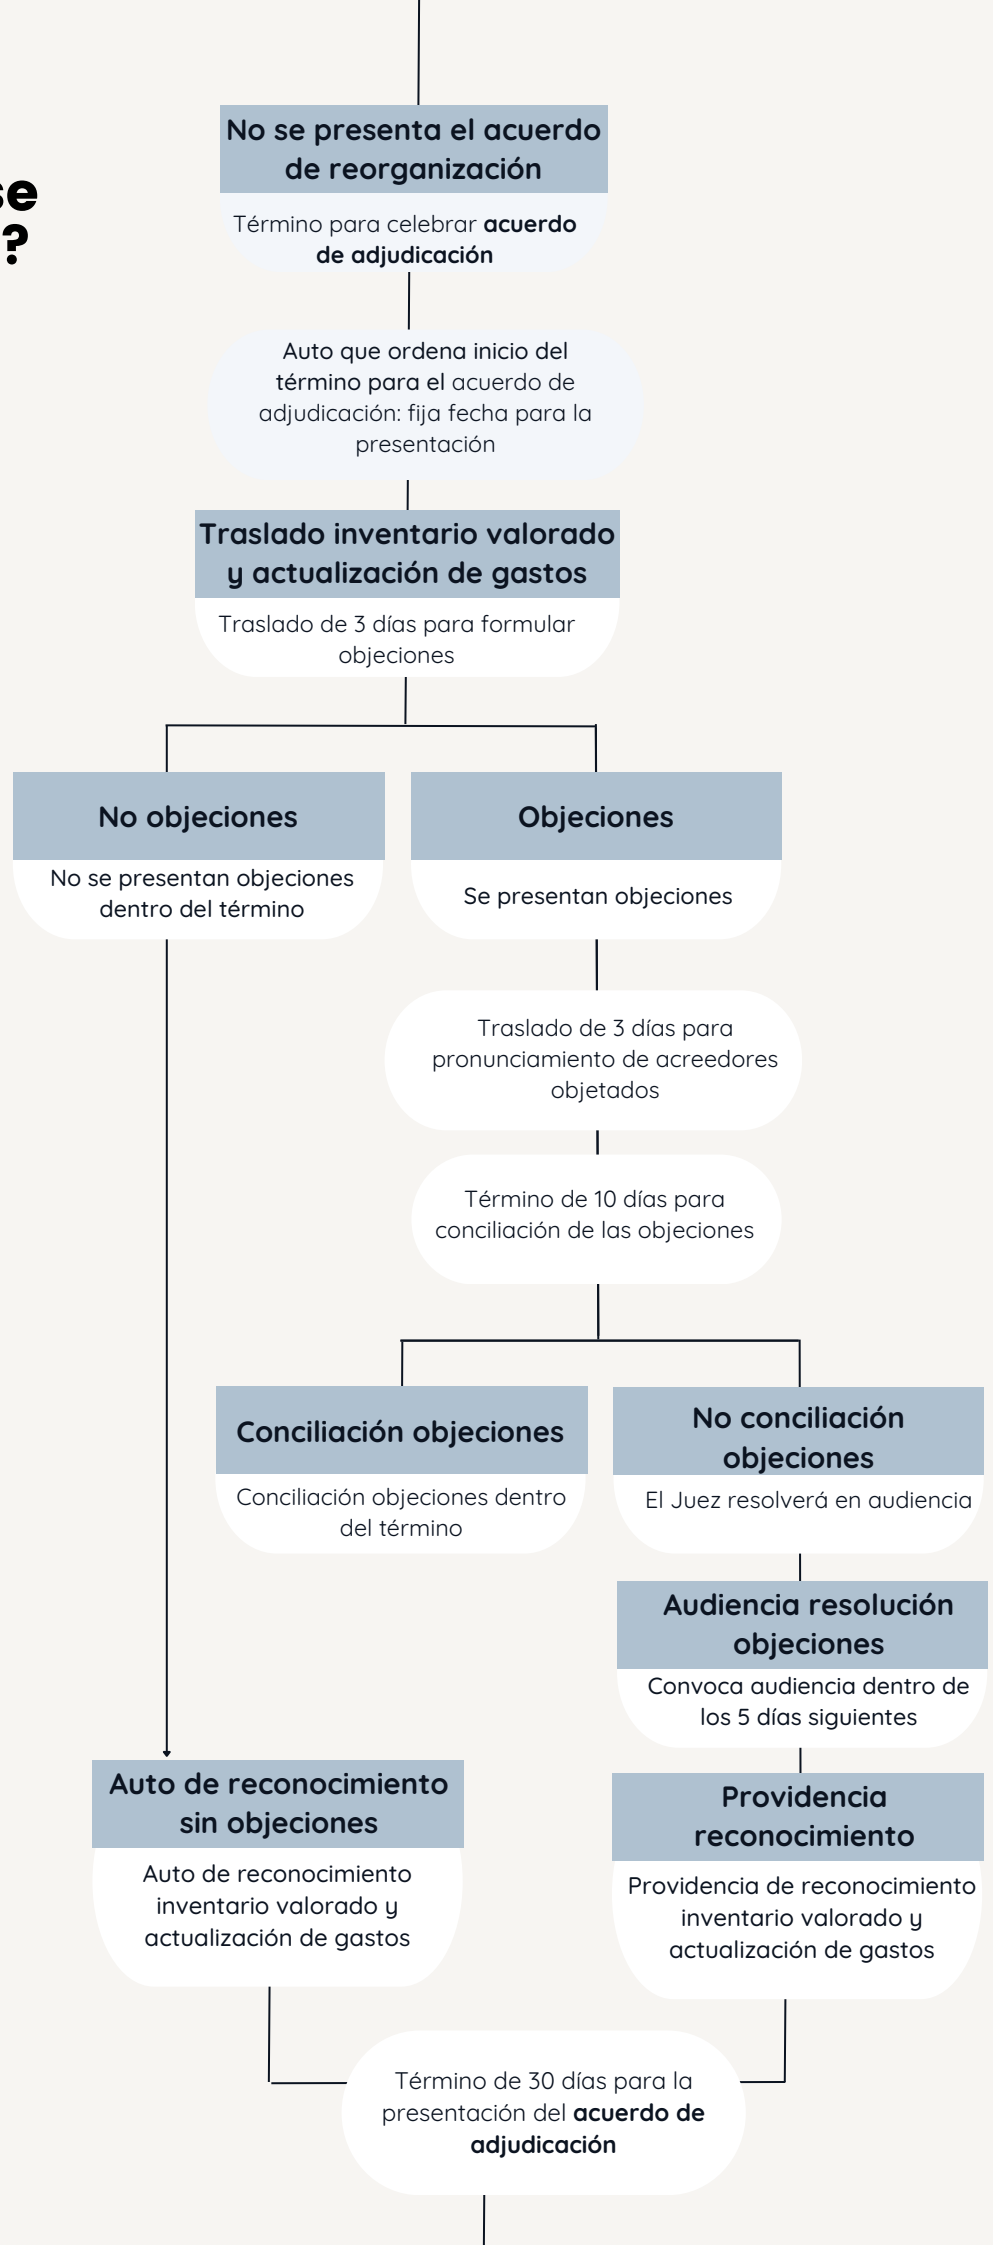 No se presenta el acuerdo
de reorganización
se
?
Término para celebrar acuerdo
de adjudicación
Auto que ordena inicio del
término para el acuerdo de
adjudicación: fija fecha para la
presentación
Traslado inventario valorado
y actualización de gastos
Traslado de 3 días para formular
objeciones
No objeciones
No se presentan objeciones
dentro del término
Objeciones
Se presentan objeciones
Traslado de 3 días para
pronunciamiento de acreedores
objetados
Término de 10 días para
conciliación de las objeciones
Conciliación objeciones
Conciliación objeciones dentro
del término
No conciliación
objeciones
El Juez resolverá en audiencia
Audiencia resolución
objeciones
Convoca audiencia dentro de
los 5 días siguientes
Auto de reconocimiento
sin objeciones
Auto de reconocimiento
inventario valorado y
actualización de gastos
Providencia
reconocimiento
Providencia de reconocimiento
inventario valorado y
actualización de gastos
Término de 30 días para la
presentación del acuerdo de
adjudicación